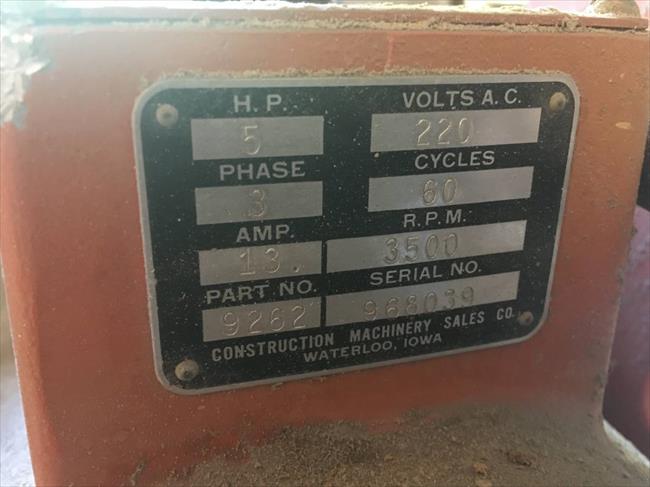 H.P. VOLTS A.C.
5 220
PHASE CYCLES
3 60
AMP. R.P.M.
13. 3500
PART NO. SERIAL NO.
9262 968039
CONSTRUCTION MACHINERY SALES CO.
WATERLOO, IOWA